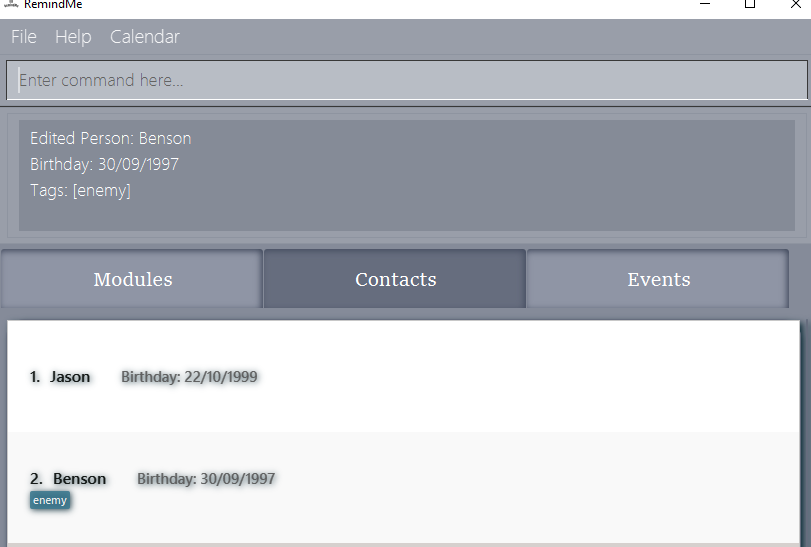 RemindMe
File Help Calendar
Enter command here...
Edited Person: Benson
Birthday: 30/09/1997
Tags: [enemy]
Modules Contacts Events
1. Jason Birthday: 22/10/1999
2. Benson Birthday: 30/09/1997
enemy